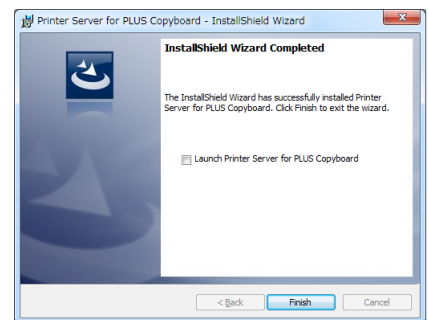 Printer Server for PLUS Copyboard - InstallShield Wizard
InstallShield Wizard Completed
The InstallShield Wizard has successfully installed Printer
Server for PLUS Copyboard. Click Finish to exit the wizard.
Launch Printer Server for PLUS Copyboard
< Back
Finish
Cancel